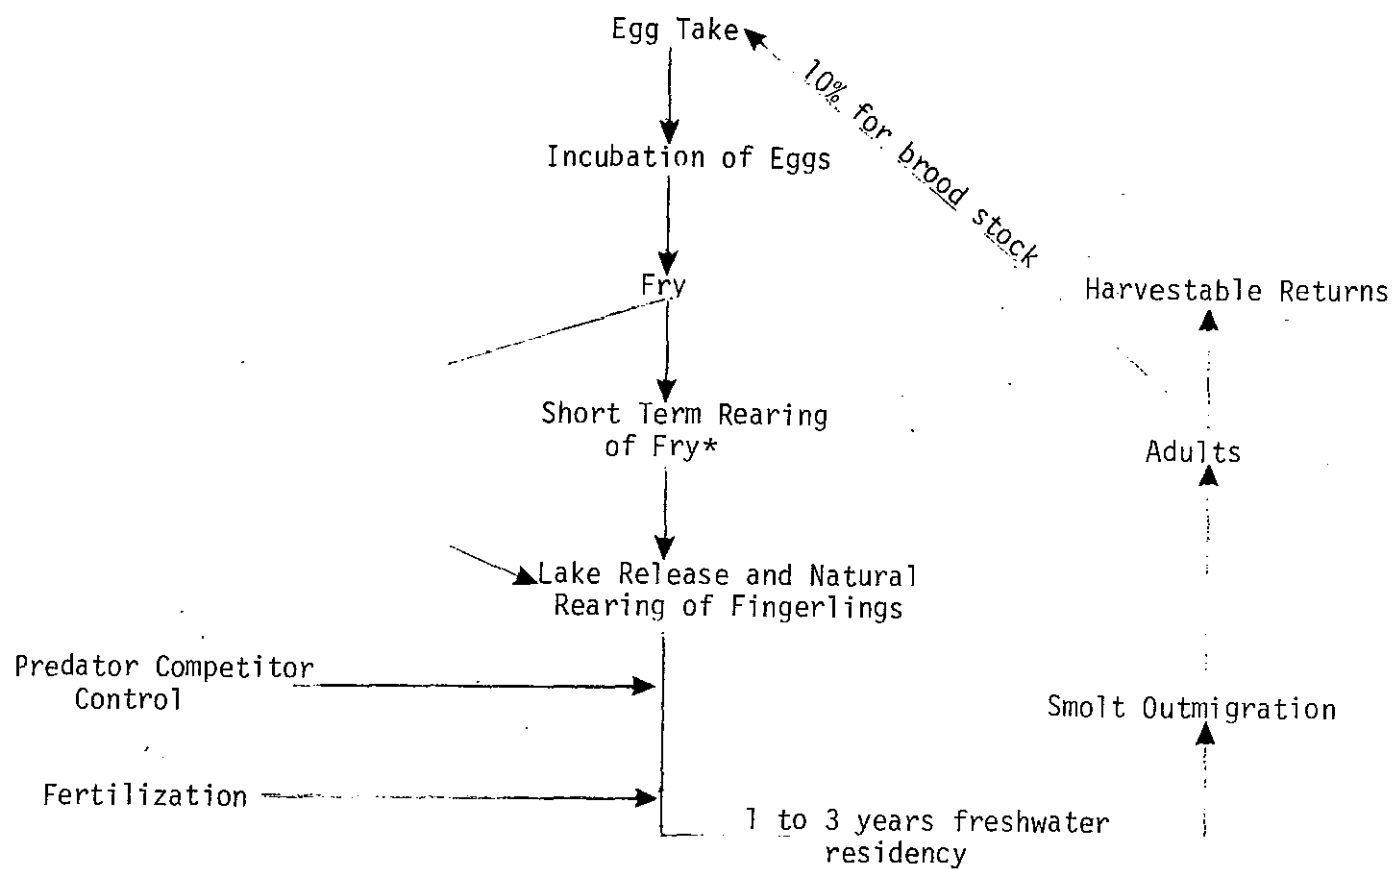 Egg Take
10% for brood stock
Incubation of Eggs
Fry
Harvestable Returns
Short Term Rearing
of Fry*
Adults
Lake Release and Natural
Rearing of Fingerlings
Predator Competitor
Control
Smolt Outmigration
Fertilization
1 to 3 years freshwater
residency